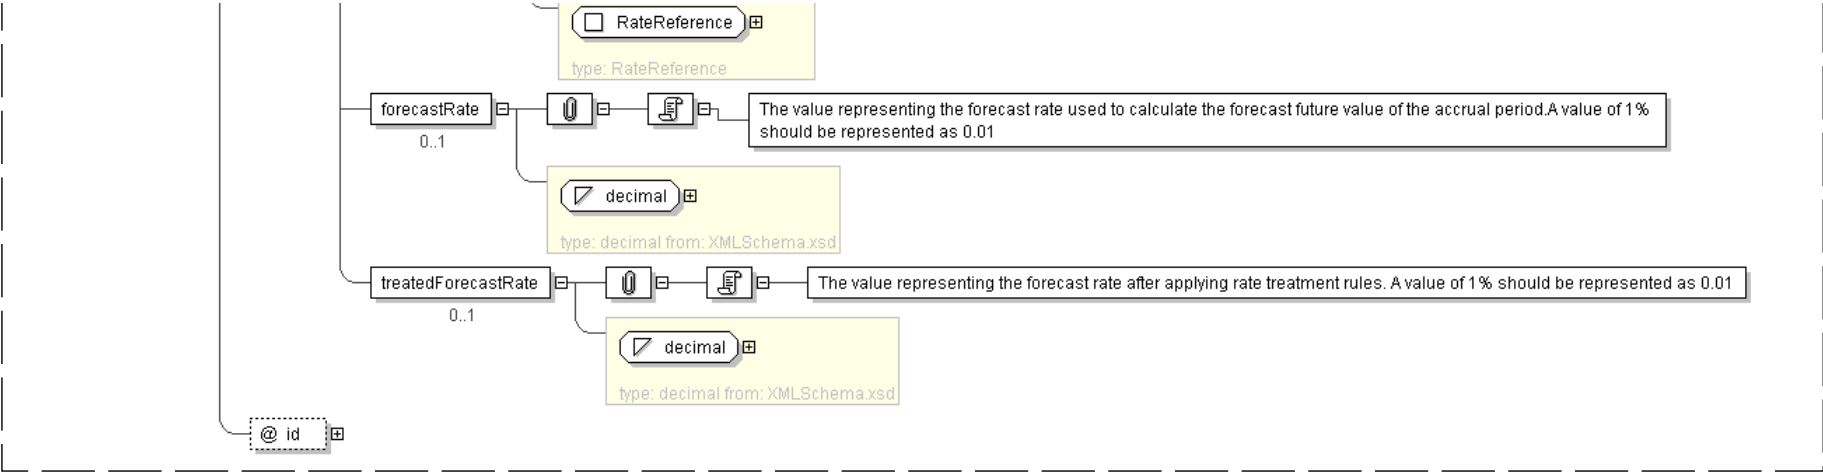 RateReference
type: RateReference
forecastRate
The value representing the forecast rate used to calculate the forecast future value of the accrual period.A value of 1%
should be represented as 0.01
0..1
decimal
type: decimal from: XMLSchema.xsd
treatedForecastRate
The value representing the forecast rate after applying rate treatment rules. A value of 1% should be represented as 0.01
0..1
decimal
type: decimal from: XMLSchema.xsd
@ id